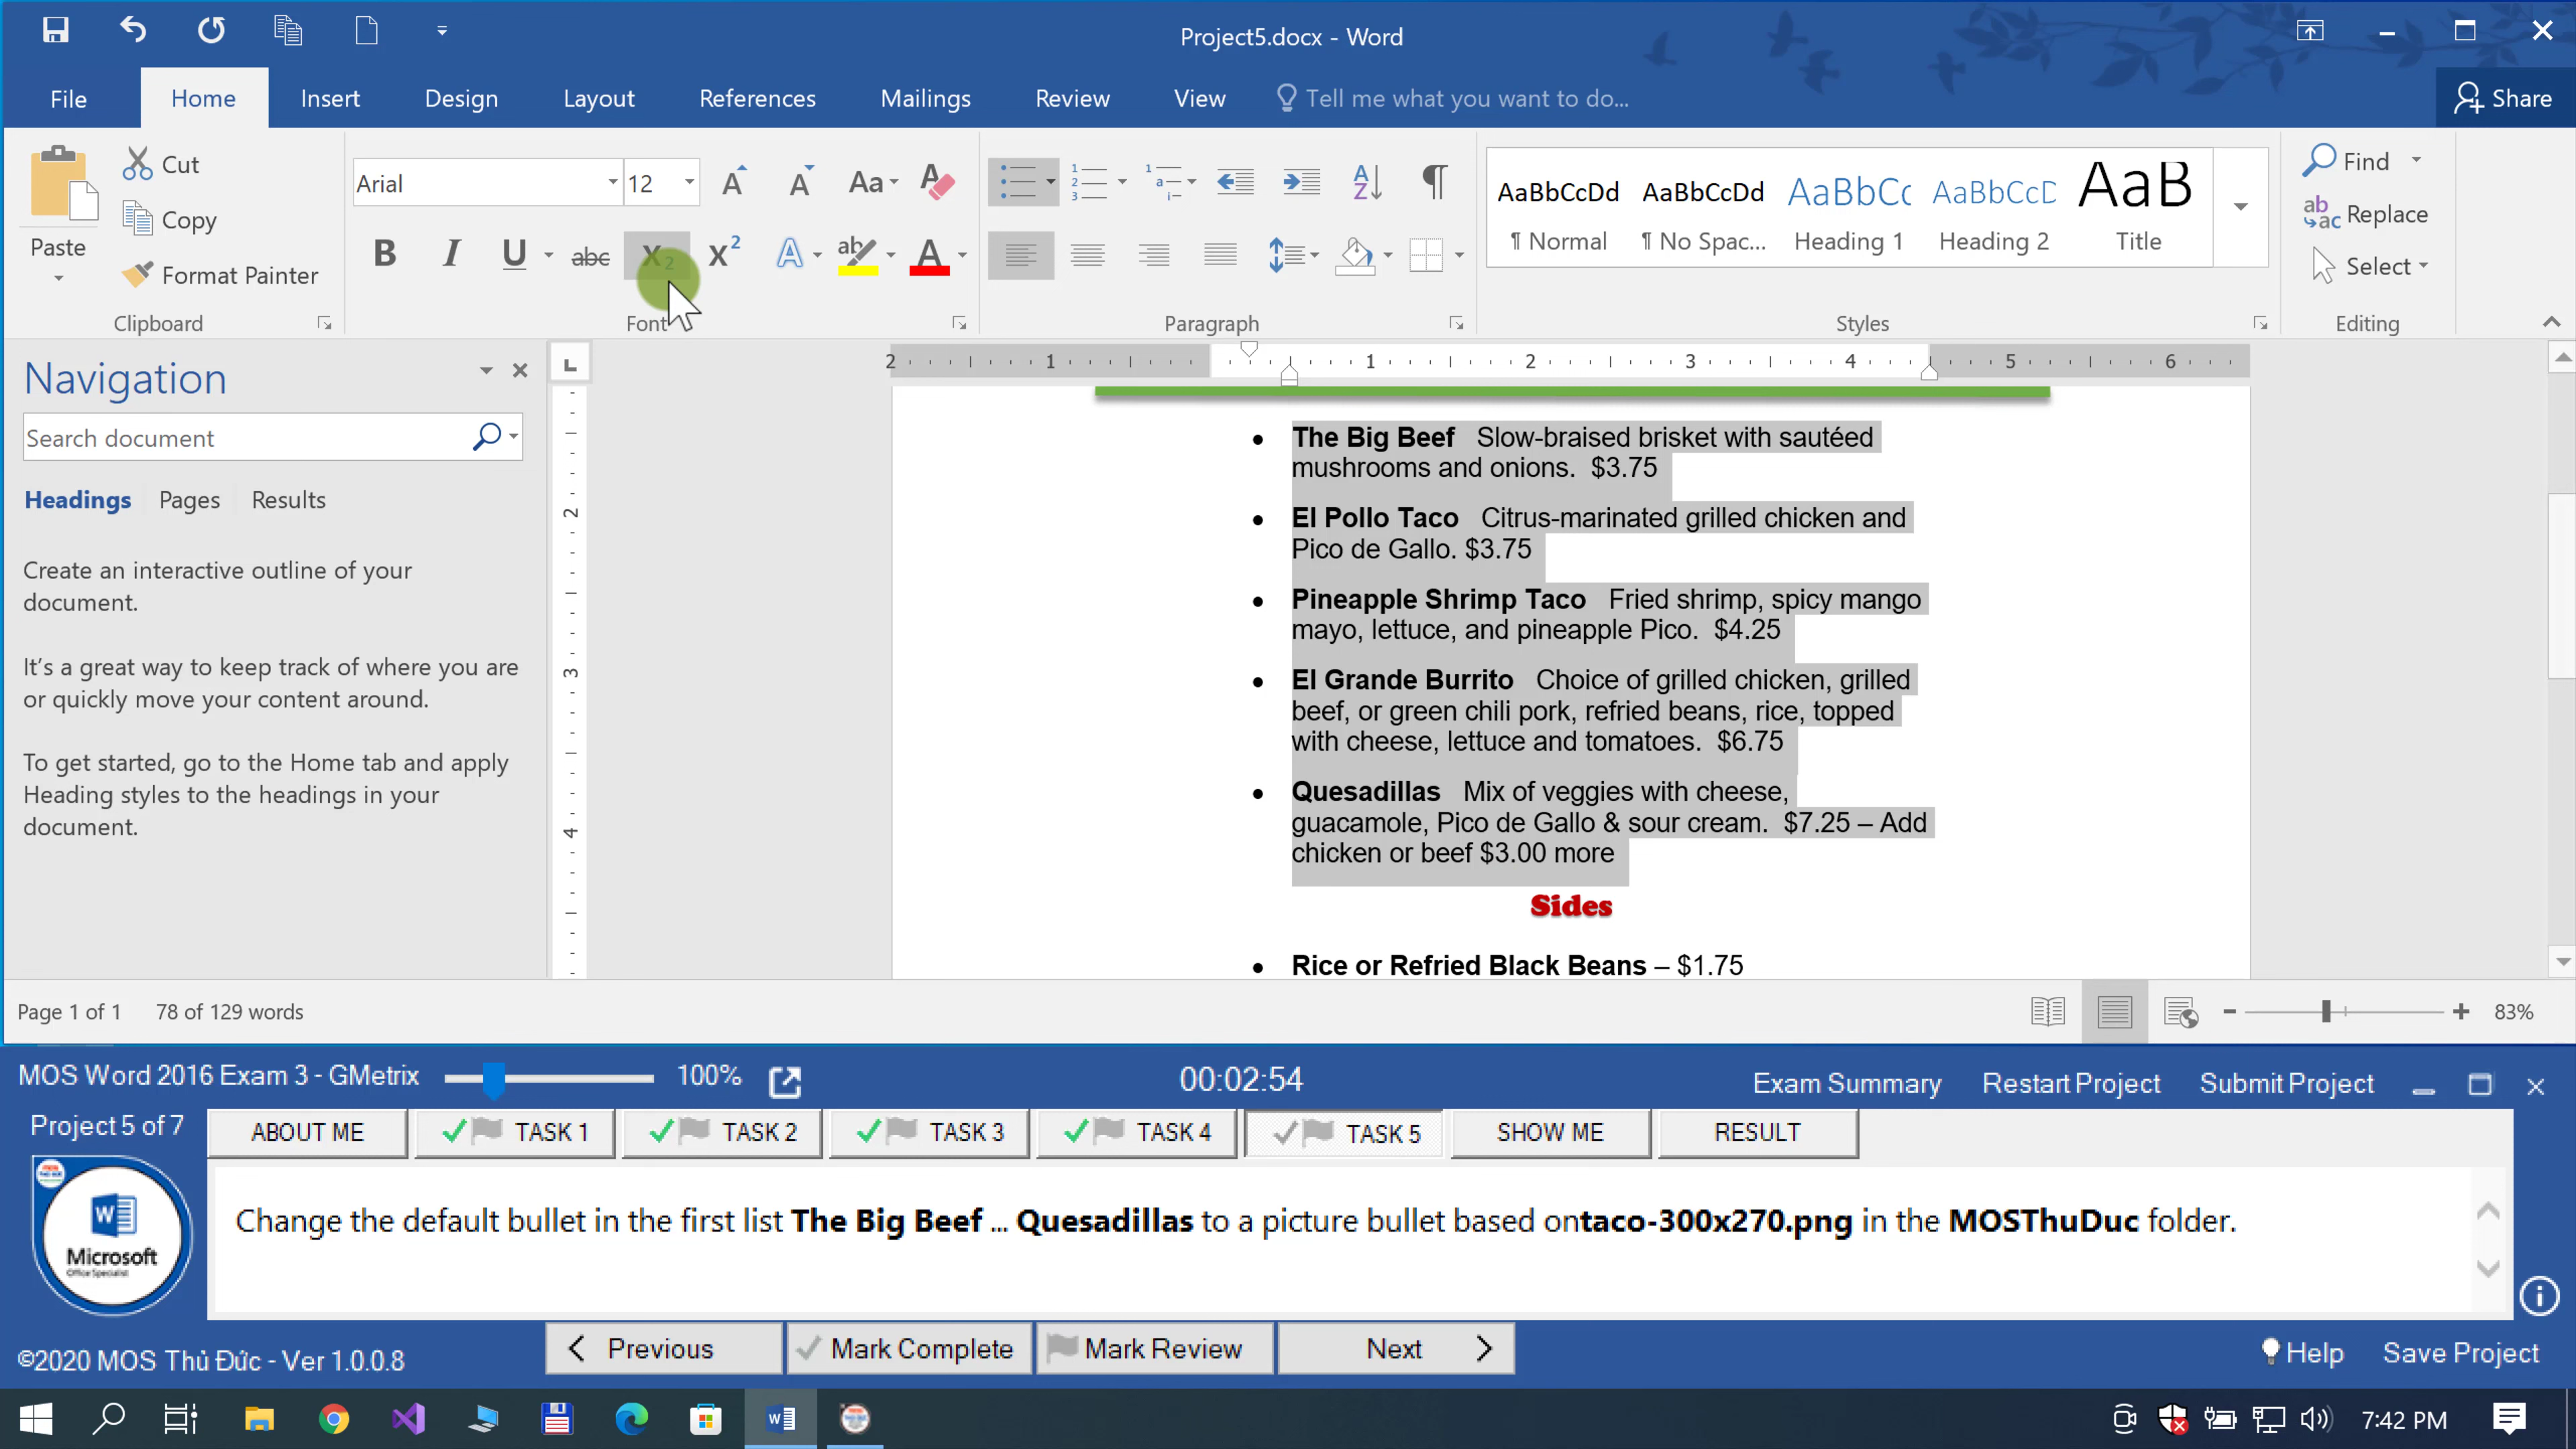 Project5.docx - Word
File Home Insert Design Layout References Mailings Review View Tell me what you want to do... Share
Cut
Copy
Paste
Format Painter
Clipboard
Arial 12
Font
Paragraph
AaBbCcDd AaBbCcDd AaBbCc AaBbCcD AaB
¶ Normal ¶ No Spac... Heading 1 Heading 2 Title
Styles
Find
Replace
Select
Editing
Navigation
Search document
Headings Pages Results
Create an interactive outline of your
document.
It's a great way to keep track of where you are
or quickly move your content around.
To get started, go to the Home tab and apply
Heading styles to the headings in your
document.
2 1 1 2 3 4 5 6
2
3
4
• The Big Beef Slow-braised brisket with sautéed
mushrooms and onions. $3.75
• El Pollo Taco Citrus-marinated grilled chicken and
Pico de Gallo. $3.75
• Pineapple Shrimp Taco Fried shrimp, spicy mango
mayo, lettuce, and pineapple Pico. $4.25
• El Grande Burrito Choice of grilled chicken, grilled
beef, or green chili pork, refried beans, rice, topped
with cheese, lettuce and tomatoes. $6.75
• Quesadillas Mix of veggies with cheese,
guacamole, Pico de Gallo & sour cream. $7.25 – Add
chicken or beef $3.00 more
Sides
• Rice or Refried Black Beans – $1.75
Page 1 of 1 78 of 129 words 83%
MOS Word 2016 Exam 3 - GMetrix 100% 00:02:54 Exam Summary Restart Project Submit Project
Project 5 of 7 ABOUT ME TASK 1 TASK 2 TASK 3 TASK 4 TASK 5 SHOW ME RESULT
Change the default bullet in the first list The Big Beef ... Quesadillas to a picture bullet based ontaco-300x270.png in the MOSThuDuc folder.
Microsoft
Office Specialist
©2020 MOS Thủ Đức - Ver 1.0.0.8 Previous Mark Complete Mark Review Next Help Save Project
7:42 PM